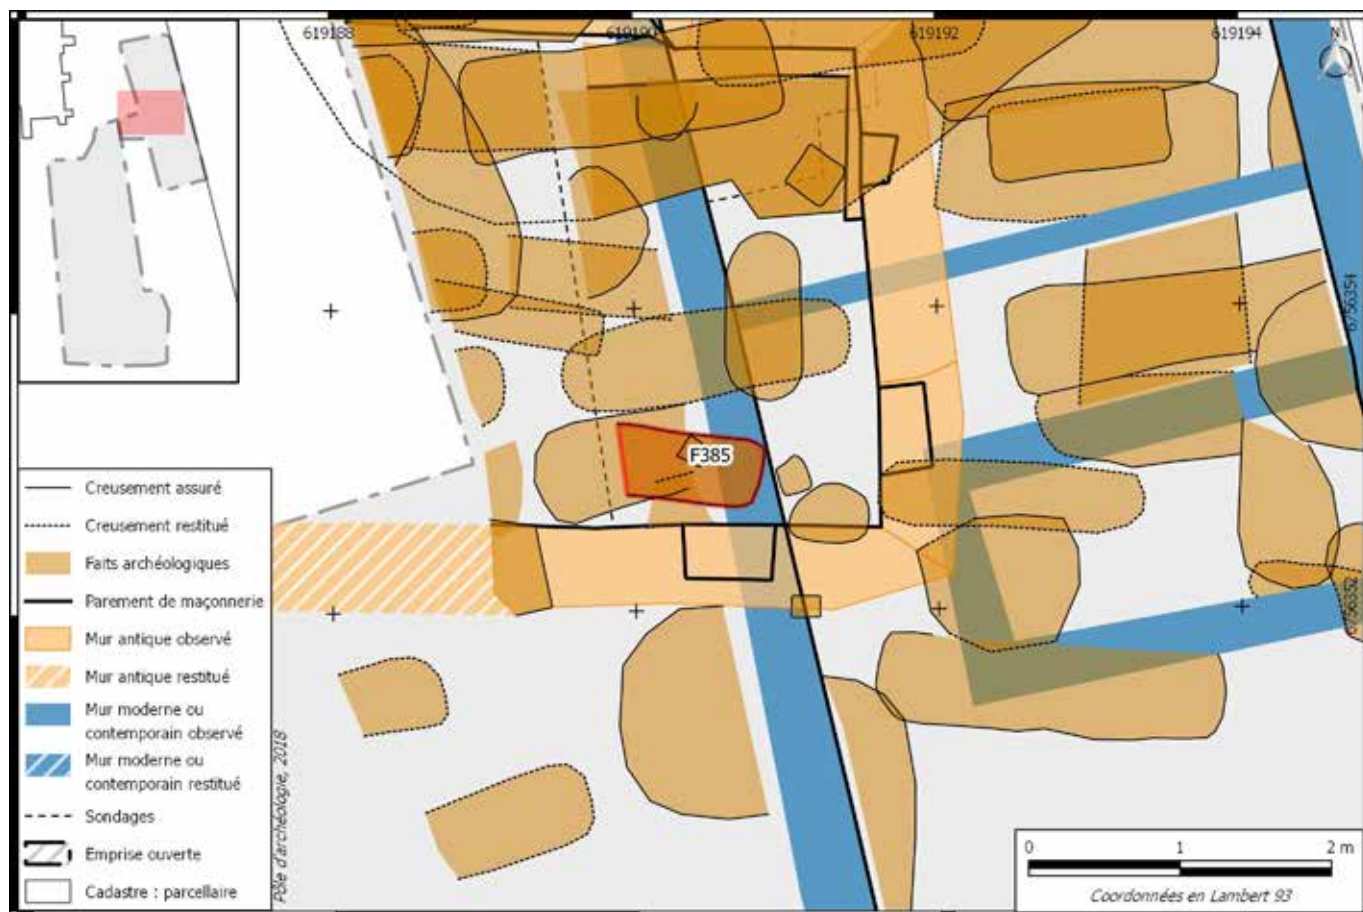 619188
619190
619192
619194
N
6756354
F385
Creusement assuré
Creusement restitué
Faits archéologiques
Parement de maçonnerie
Mur antique observé
Mur antique restitué
Mur moderne ou
contemporain observé
Mur moderne ou
contemporain restitué
Sondages
Emprise ouverte
Cadastre : parcellaire
Pôle d'archéologie, 2018
6756352
0 1 2 m
Coordonnées en Lambert 93